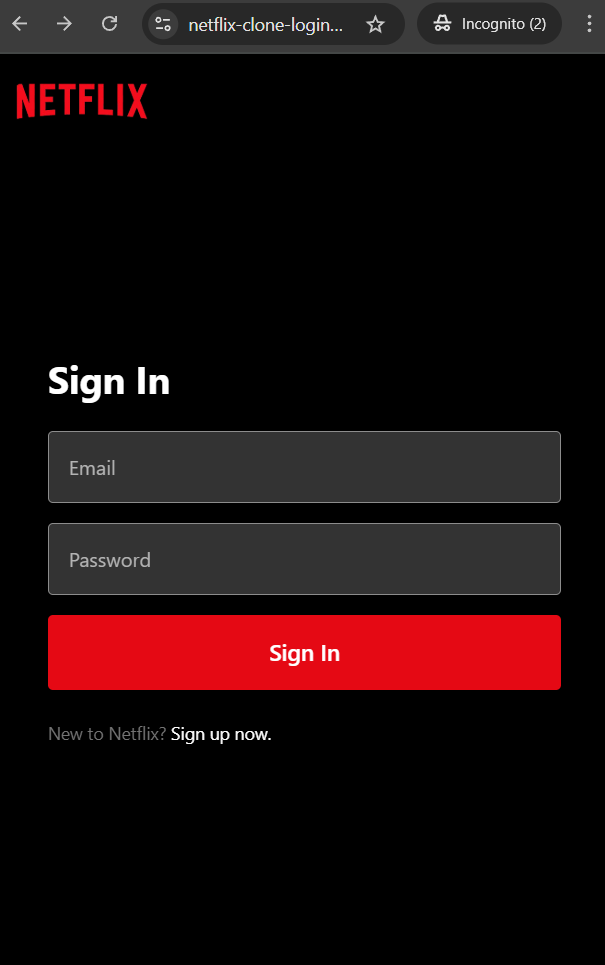 netflix-clone-login...
Incognito (2)
NETFLIX
Sign In
Email
Password
Sign In
New to Netflix? Sign up now.